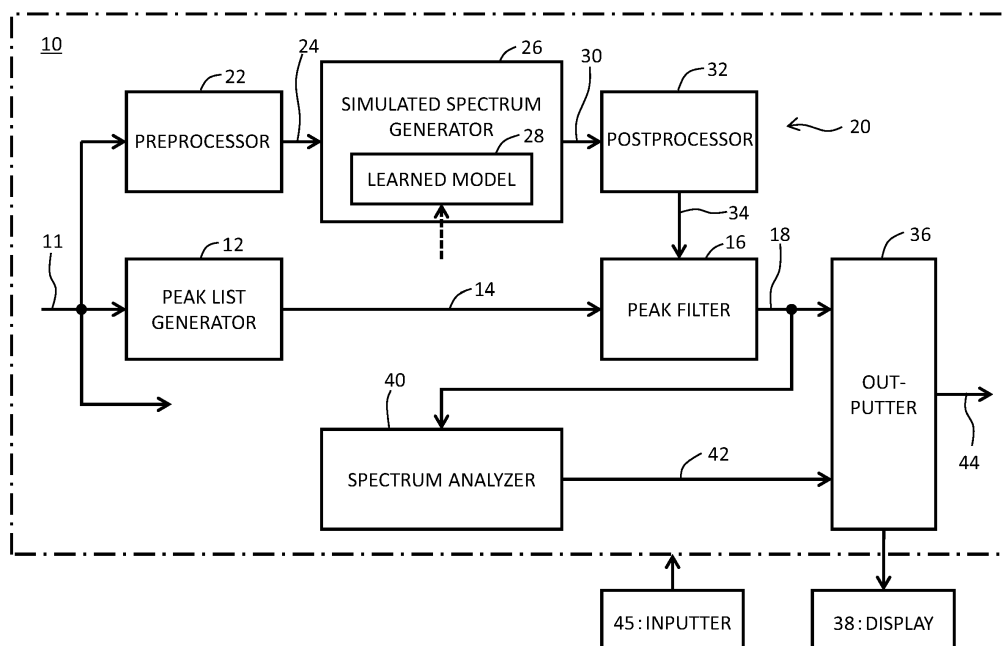 10
22
24
26
30
32
PREPROCESSOR
SIMULATED SPECTRUM
GENERATOR
28
LEARNED MODEL
POSTPROCESSOR
20
34
11
12
PEAK LIST
GENERATOR
14
16
PEAK FILTER
18
36
OUT-
PUTTER
44
40
SPECTRUM ANALYZER
42
45:INPUTTER
38:DISPLAY